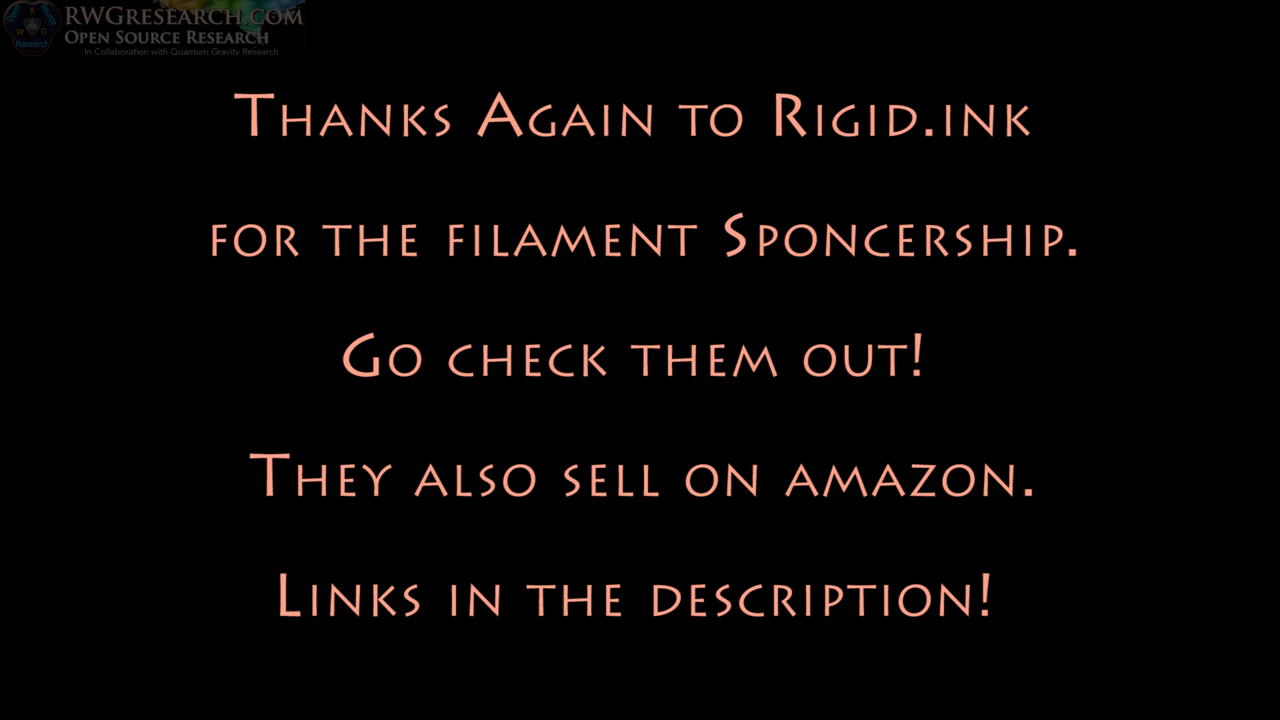 RWGresearch.com
Open Source Research
In Collaboration with Quantum Gravity Research
Thanks Again to Rigid.ink
for the filament Sponcership.
Go check them out!
They also sell on amazon.
Links in the description!